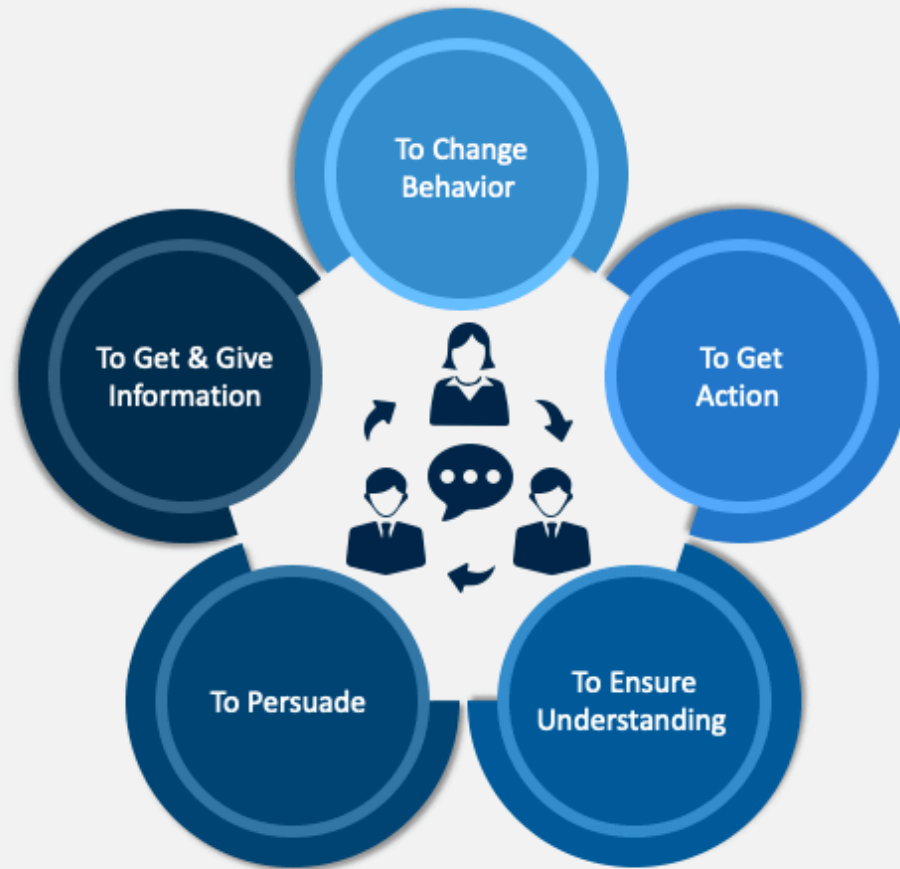 To Change
Behavior
To Get
Action
To Ensure
Understanding
To Persuade
To Get & Give
Information